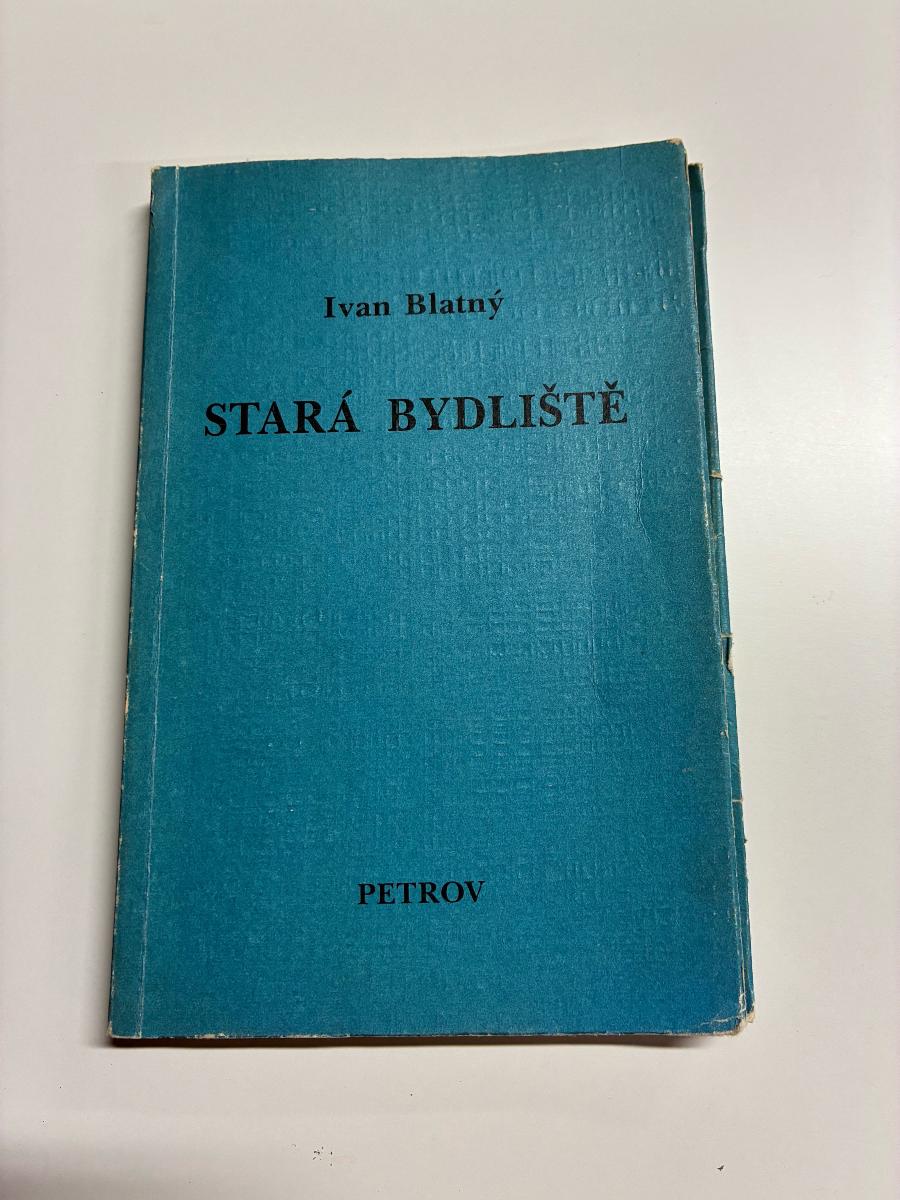 Ivan Blatný
STARÁ BYDLIŠTĚ
PETROV